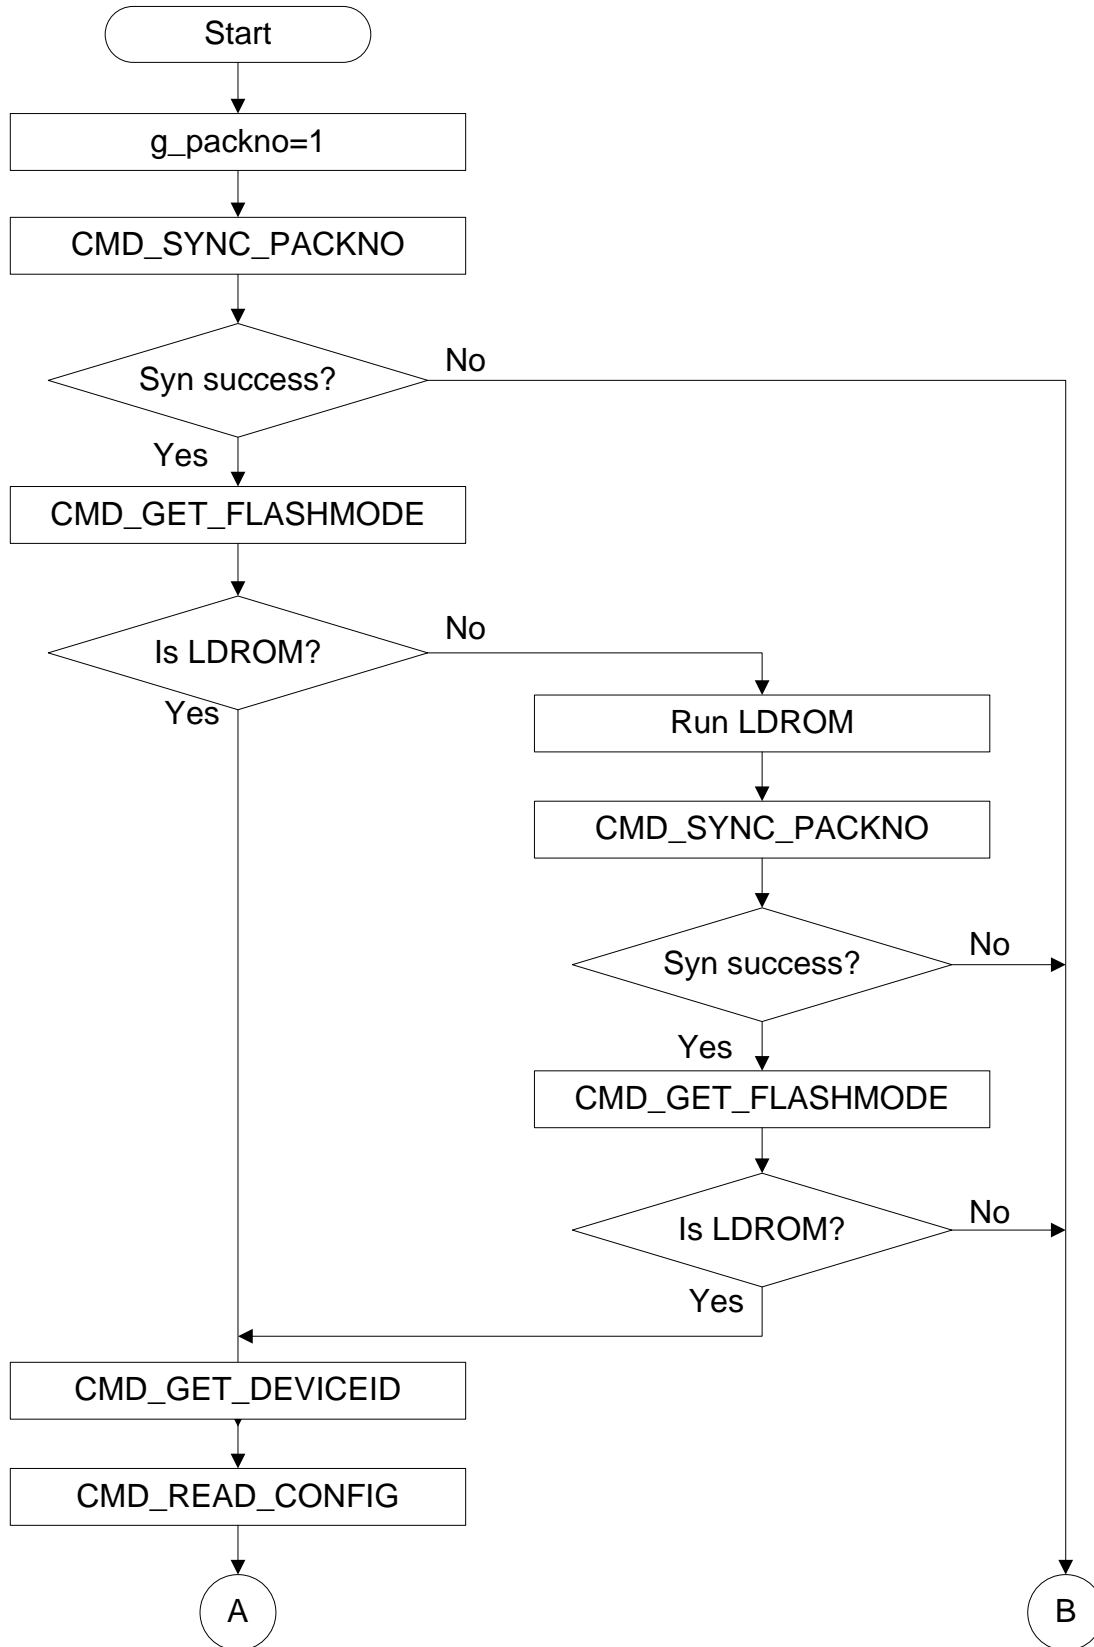 Start
g_packno=1
CMD_SYNC_PACKNO
Syn success?
No
Yes
CMD_GET_FLASHMODE
Is LDROM?
No
Yes
Run LDROM
CMD_SYNC_PACKNO
Syn success?
No
Yes
CMD_GET_FLASHMODE
Is LDROM?
No
Yes
CMD_GET_DEVICEID
CMD_READ_CONFIG
A
B